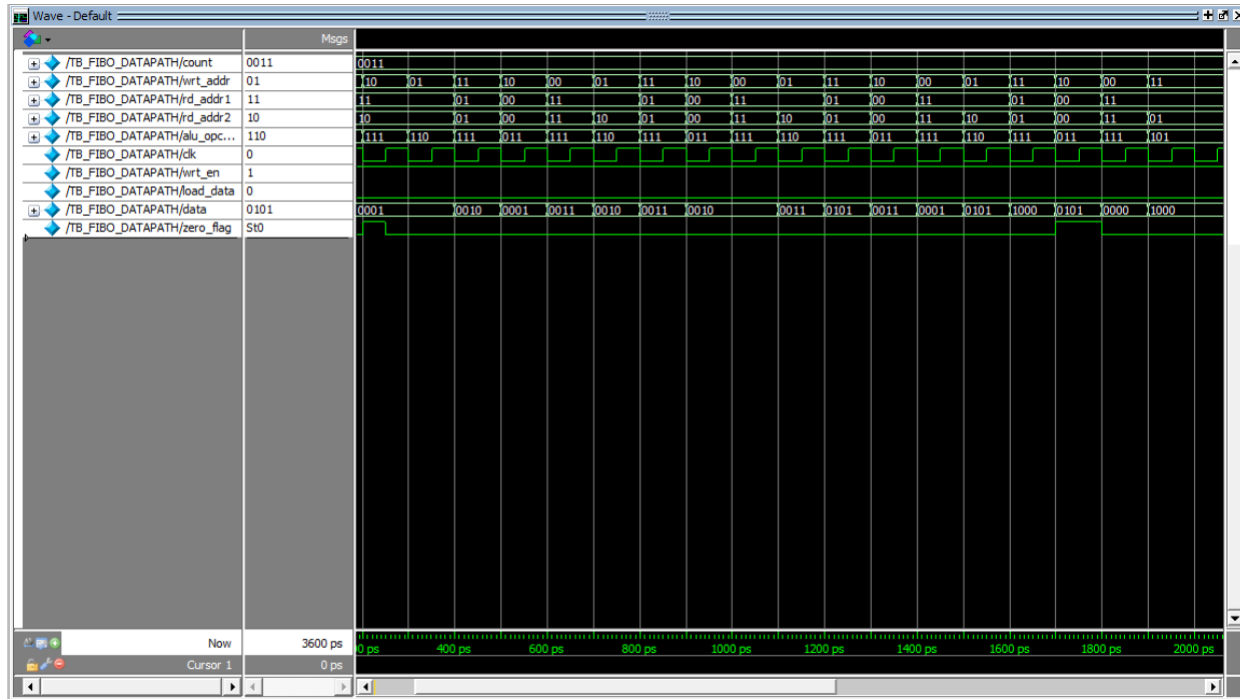 Wave - Default
Msgs
/TB_FIBO_DATAPATH/count 0011 0011
/TB_FIBO_DATAPATH/wrt_addr 01 10 01 11 10 00 01 11 10 00 01 11 10 00 01 11 10 00 11
/TB_FIBO_DATAPATH/rd_addr1 11 11 01 00 11 01 00 11 01 00 11 01 00 11
/TB_FIBO_DATAPATH/rd_addr2 10 10 01 00 11 10 01 00 11 10 01 00 11 10 01 00 11 01
/TB_FIBO_DATAPATH/alu_opc... 110 111 110 111 011 111 110 111 011 111 110 111 011 111 110 111 011 111 101
/TB_FIBO_DATAPATH/clk 0
/TB_FIBO_DATAPATH/wrt_en 1
/TB_FIBO_DATAPATH/load_data 0
/TB_FIBO_DATAPATH/data 0101 0001 0010 0001 0011 0010 0011 0010 0011 0101 0011 0001 0101 1000 0101 0000 1000
/TB_FIBO_DATAPATH/zero_flag St0
Now 3600 ps 400 ps 600 ps 800 ps 1000 ps 1200 ps 1400 ps 1600 ps 1800 ps 2000 ps
Cursor 1 0 ps